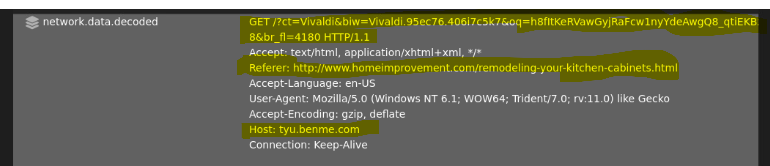 network.data.decoded
GET /?ct=Vivaldi&biw=Vivaldi.95ec76.406i7c5k7&oq=h8fItKeRVawGyjRaFcw1nyYdeAwgQ8_qtiEKB
8&br_fl=4180 HTTP/1.1
Accept: text/html, application/xhtml+xml, */*
Referer: http://www.homeimprovement.com/remodeling-your-kitchen-cabinets.html
Accept-Language: en-US
User-Agent: Mozilla/5.0 (Windows NT 6.1; WOW64; Trident/7.0; rv:11.0) like Gecko
Accept-Encoding: gzip, deflate
Host: tyu.benme.com
Connection: Keep-Alive